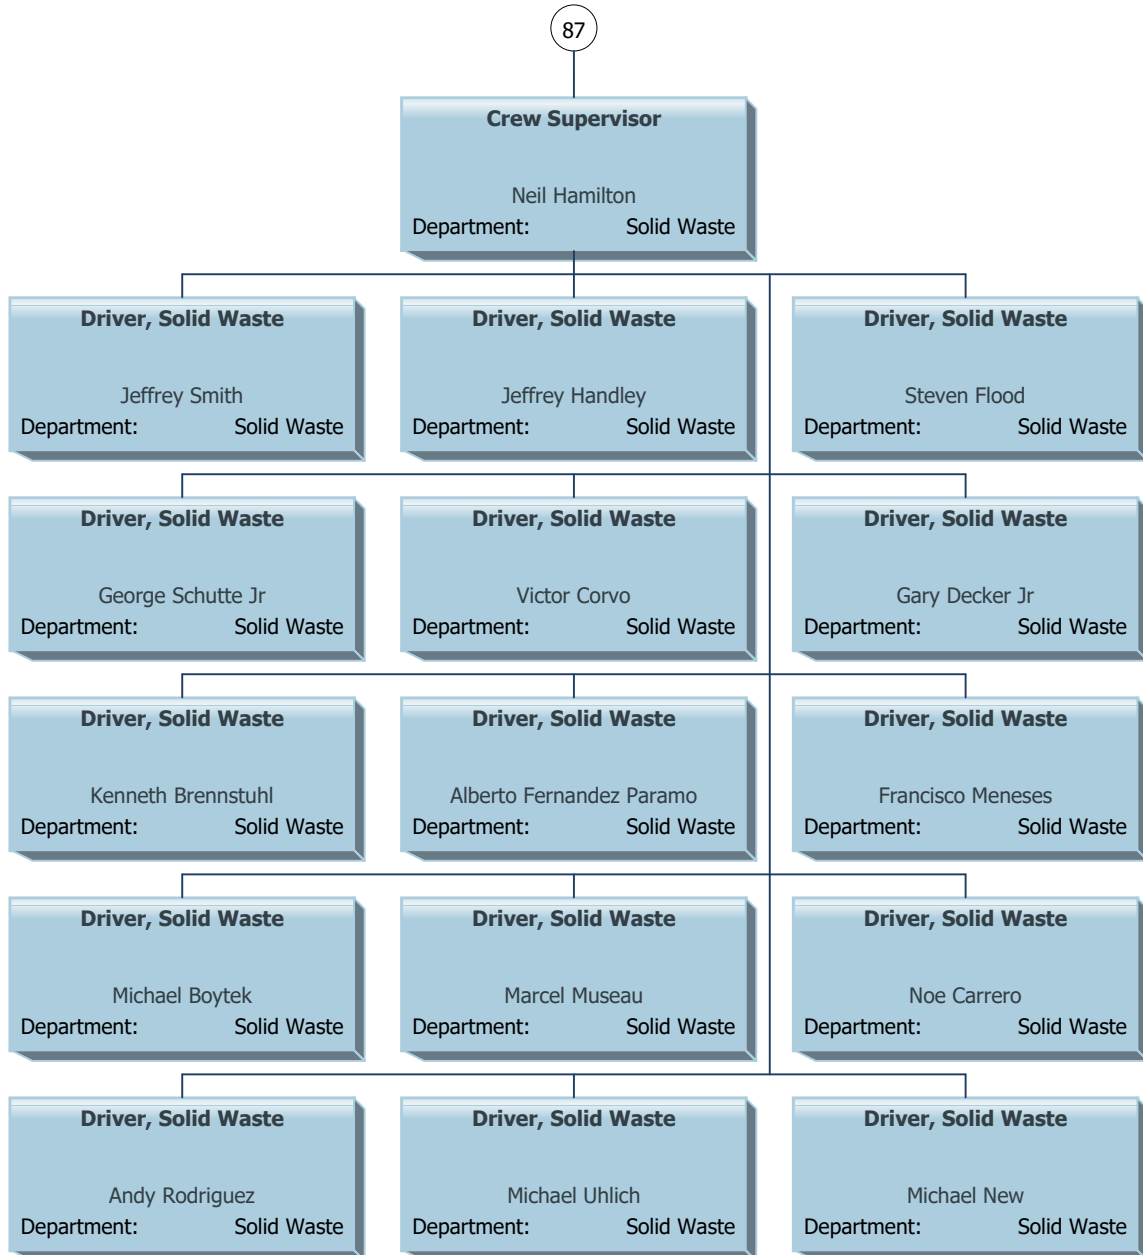 87
Crew Supervisor
Neil Hamilton
Department: Solid Waste
Driver, Solid Waste
Jeffrey Smith
Department: Solid Waste
Driver, Solid Waste
Jeffrey Handley
Department: Solid Waste
Driver, Solid Waste
Steven Flood
Department: Solid Waste
Driver, Solid Waste
George Schutte Jr
Department: Solid Waste
Driver, Solid Waste
Victor Corvo
Department: Solid Waste
Driver, Solid Waste
Gary Decker Jr
Department: Solid Waste
Driver, Solid Waste
Kenneth Brennstuhl
Department: Solid Waste
Driver, Solid Waste
Alberto Fernandez Paramo
Department: Solid Waste
Driver, Solid Waste
Francisco Meneses
Department: Solid Waste
Driver, Solid Waste
Michael Boytek
Department: Solid Waste
Driver, Solid Waste
Marcel Museau
Department: Solid Waste
Driver, Solid Waste
Noe Carrero
Department: Solid Waste
Driver, Solid Waste
Andy Rodriguez
Department: Solid Waste
Driver, Solid Waste
Michael Uhlich
Department: Solid Waste
Driver, Solid Waste
Michael New
Department: Solid Waste